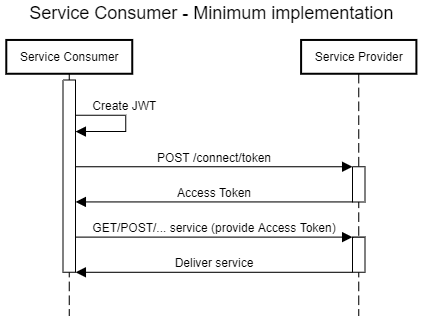 Service Consumer - Minimum implementation
Service Consumer
Service Provider
Create JWT
POST /connect/token
Access Token
GET/POST/... service (provide Access Token)
Deliver service